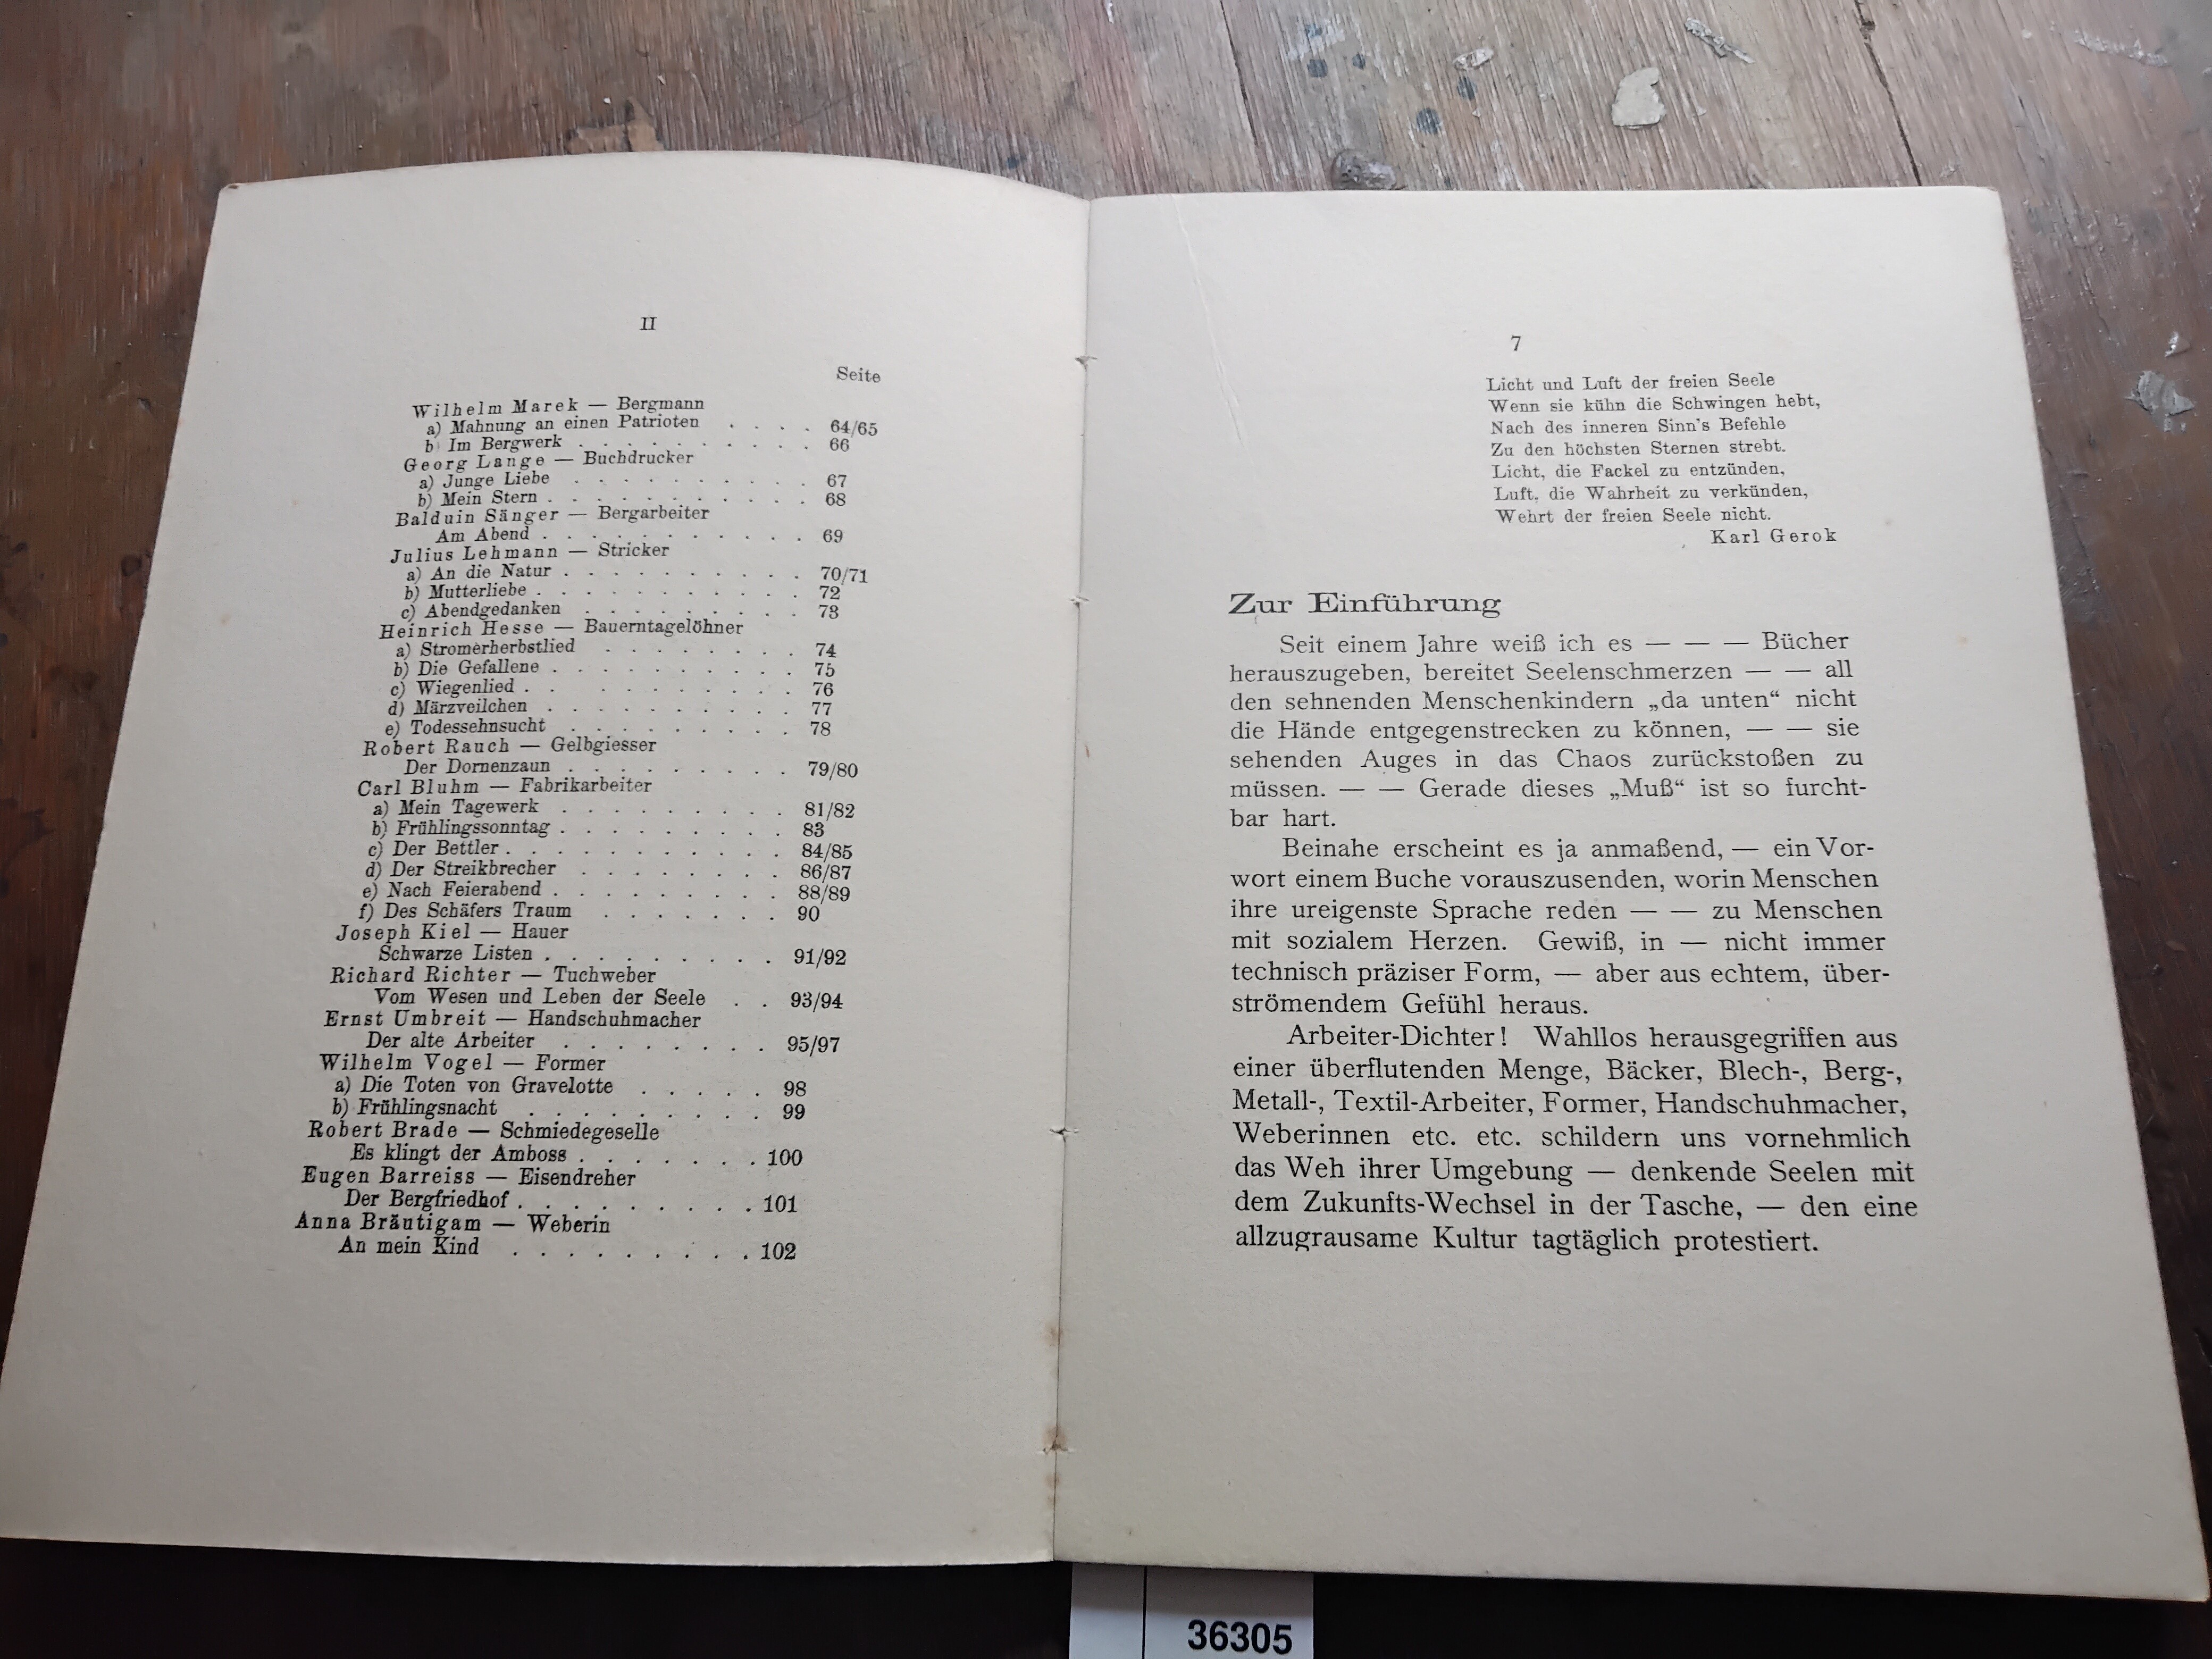 II
Seite
Wilhelm Marek — Bergmann
a) Mahnung an einen Patrioten . . . . 64/65
b) Im Bergwerk . . . . . . . . . . 66
Georg Lange — Buchdrucker
a) Junge Liebe . . . . . . . . . . 67
b) Mein Stern . . . . . . . . . . . 68
Balduin Sänger — Bergarbeiter
Am Abend . . . . . . . . . . . 69
Julius Lehmann — Stricker
a) An die Natur . . . . . . . . . . 70/71
b) Mutterliebe . . . . . . . . . . . 72
c) Abendgedanken . . . . . . . . . 73
Heinrich Hesse — Bauerntagelöhner
a) Stromerherbstlied . . . . . . . . 74
b) Die Gefallene . . . . . . . . . . 75
c) Wiegenlied . . . . . . . . . . 76
d) Märzveilchen . . . . . . . . . . 77
e) Todessehnsucht . . . . . . . . . 78
Robert Rauch — Gelbgiesser
Der Dornenzaun . . . . . . . . . 79/80
Carl Bluhm — Fabrikarbeiter
a) Mein Tagewerk . . . . . . . . . 81/82
b) Frühlingssonntag . . . . . . . . . 83
c) Der Bettler . . . . . . . . . . . 84/85
d) Der Streikbrecher . . . . . . . . 86/87
e) Nach Feierabend . . . . . . . . . 88/89
f) Des Schäfers Traum . . . . . . . 90
Joseph Kiel — Hauer
Schwarze Listen . . . . . . . . . 91/92
Richard Richter — Tuchweber
Vom Wesen und Leben der Seele . . 93/94
Ernst Umbreit — Handschuhmacher
Der alte Arbeiter . . . . . . . . 95/97
Wilhelm Vogel — Former
a) Die Toten von Gravelotte . . . . . 98
b) Frühlingsnacht . . . . . . . . . 99
Robert Brade — Schmiedegeselle
Es klingt der Amboss . . . . . . . 100
Eugen Barreiss — Eisendreher
Der Bergfriedhof . . . . . . . . . . 101
Anna Bräutigam — Weberin
An mein Kind . . . . . . . . . 102
7
Licht und Luft der freien Seele
Wenn sie kühn die Schwingen hebt,
Nach des inneren Sinn's Befehle
Zu den höchsten Sternen strebt.
Licht, die Fackel zu entzünden,
Luft, die Wahrheit zu verkünden,
Wehrt der freien Seele nicht.
Karl Gerok
Zur Einführung
Seit einem Jahre weiß ich es — — — Bücher
herauszugeben, bereitet Seelenschmerzen — — all
den sehnenden Menschenkindern „da unten“ nicht
die Hände entgegenstrecken zu können, — — sie
sehenden Auges in das Chaos zurückstoßen zu
müssen. — — Gerade dieses „Muß“ ist so furcht-
bar hart.
Beinahe erscheint es ja anmaßend, — ein Vor-
wort einem Buche vorauszusenden, worin Menschen
ihre ureigenste Sprache reden — — zu Menschen
mit sozialem Herzen. Gewiß, in — nicht immer
technisch präziser Form, — aber aus echtem, über-
strömendem Gefühl heraus.
Arbeiter-Dichter! Wahllos herausgegriffen aus
einer überflutenden Menge, Bäcker, Blech-, Berg-,
Metall-, Textil-Arbeiter, Former, Handschuhmacher,
Weberinnen etc. etc. schildern uns vornehmlich
das Weh ihrer Umgebung — denkende Seelen mit
dem Zukunfts-Wechsel in der Tasche, — den eine
allzugrausame Kultur tagtäglich protestiert.
36305